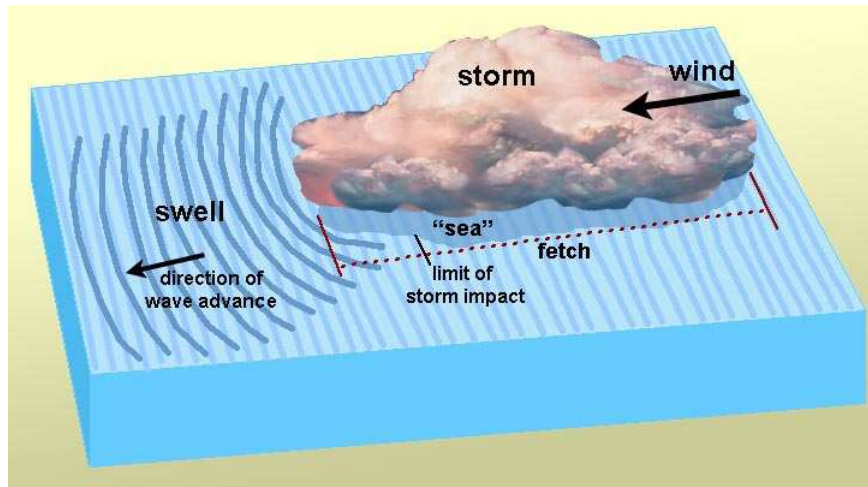 storm
wind
swell
“sea”
fetch
direction of
wave advance
limit of
storm impact